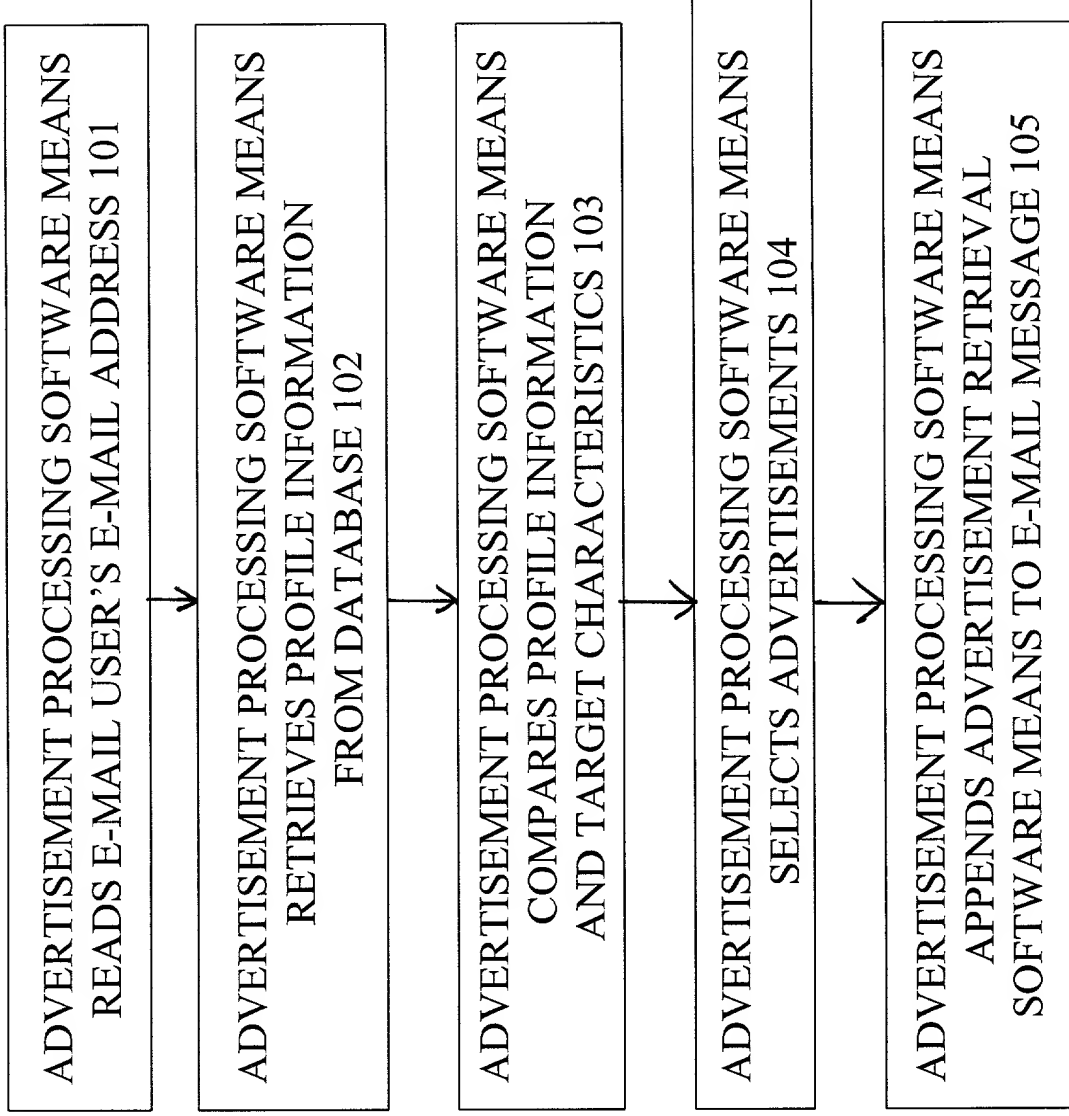 ADVERTISEMENT PROCESSING SOFTWARE MEANS
READS E-MAIL USER'S E-MAIL ADDRESS 101
ADVERTISEMENT PROCESSING SOFTWARE MEANS
RETRIEVES PROFILE INFORMATION
FROM DATABASE 102
ADVERTISEMENT PROCESSING SOFTWARE MEANS
COMPARES PROFILE INFORMATION
AND TARGET CHARACTERISTICS 103
ADVERTISEMENT PROCESSING SOFTWARE MEANS
SELECTS ADVERTISEMENTS 104
ADVERTISEMENT PROCESSING SOFTWARE MEANS
APPENDS ADVERTISEMENT RETRIEVAL
SOFTWARE MEANS TO E-MAIL MESSAGE 105